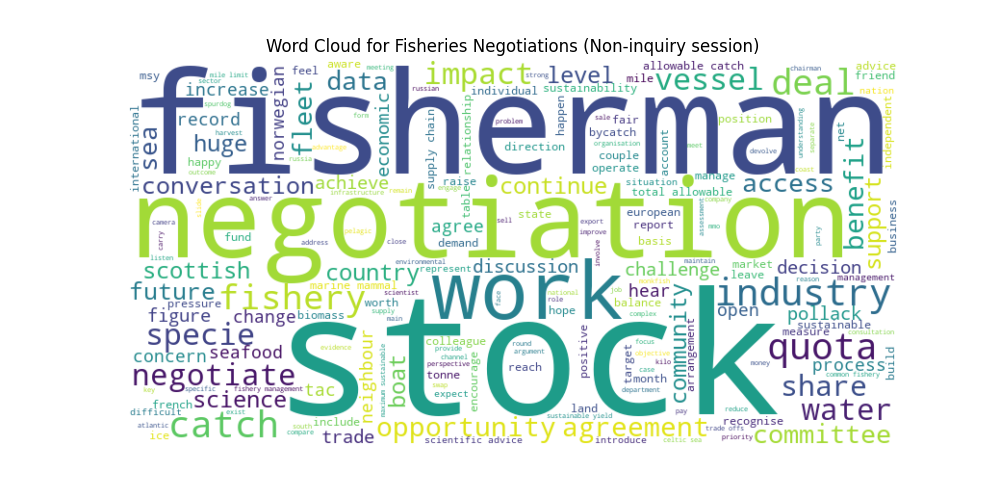 Word Cloud for Fisheries Negotiations (Non-inquiry session)
fisherman
negotiation
stock
work
msy
sector
mile limit
increase
spurdog
harvest
record
huge
sea
international
happy
outcome
norwegian
feel
russian
russia
aware
meeting
form
advantage
fleet
data
economic
impact
strong
supply chain
table
relationship
problem
individual
level
sustainability
happen
bycatch
direction
couple
operate
fair
sale
organisation
account
mile
allowable catch
vessel
position
meet
devolve
deal
chairman
understanding
separate
net
advice
friend
nation
independent
conversation
achieve
infrastructure
remain
engage
answer
continue
situation
total allowable
manage
company
access
coast
benefit
support
business
camera
carry
listen
fund
address
close
pelagic
agree
demand
state
sell
export
improve
involve
european
report
basis
assessment
mmo
party
scottish
country
environmental
represent
discussion
challenge
maintain
market
leave
decision
reason
management
future
pressure
marine mammal
fishery
scientist
worth
supply
main
biomass
figure
change
national
role
hope
face
job
hear
balance
complex
community
arrangement
industry
open
pollack
sustainable
consultation
measure
specie
concern
seafood
evidence
neighbour
maximum sustainable
boat
colleague
provide
channel
perspective
tonne
swap
expect
encourage
round
argument
reach
positive
target
focus
objective
case
kilo
month
department
money
quota
process
common fishery
build
negotiate
key
specific
fishery management
science
french
exist
tac
share
difficult
atlantic
south
compare
include
catch
ice
trade
opportunity
scientific advice
land
sustainable yield
agreement
introduce
celtic sea
pay
reduce
recognise
trade offs
priority
water
committee